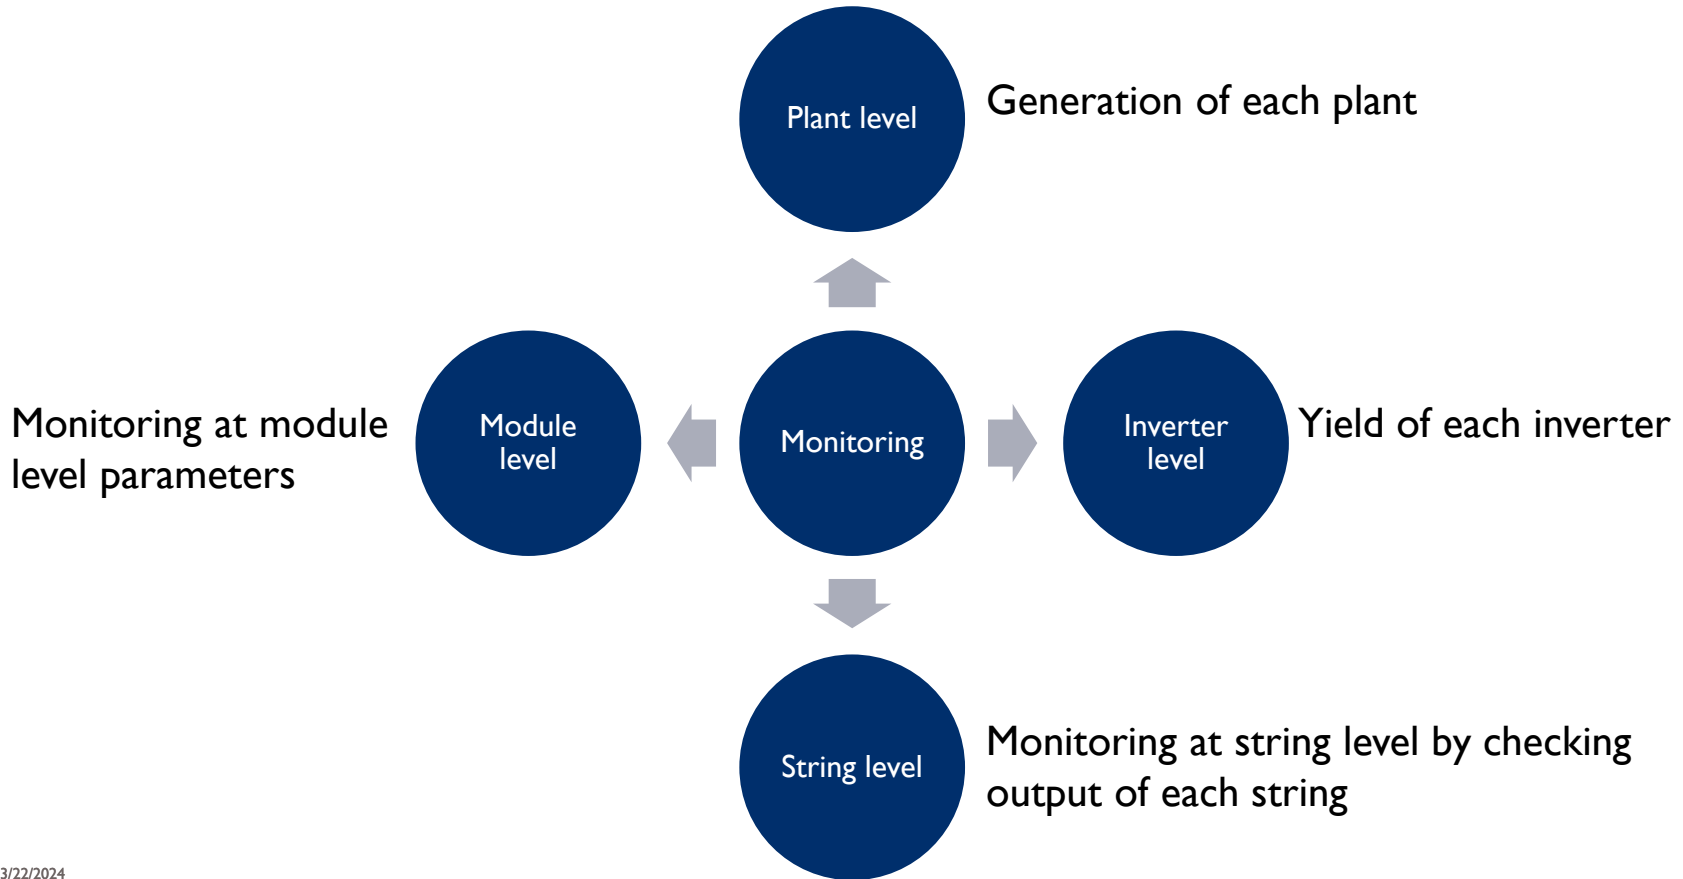 Plant level
Generation of each plant
Monitoring at module
level parameters
Module
level
Monitoring
Inverter
level
Yield of each inverter
String level
Monitoring at string level by checking
output of each string
3/22/2024